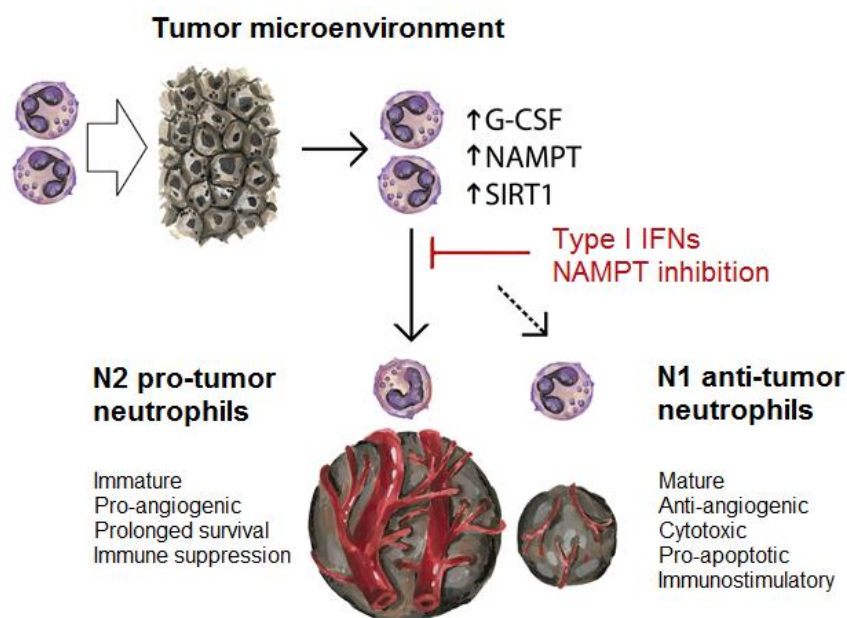 Tumor microenvironment
↑G-CSF
↑NAMPT
↑SIRT1
Type I IFNs
NAMPT inhibition
N2 pro-tumor
neutrophils
Immature
Pro-angiogenic
Prolonged survival
Immune suppression
N1 anti-tumor
neutrophils
Mature
Anti-angiogenic
Cytotoxic
Pro-apoptotic
Immunostimulatory